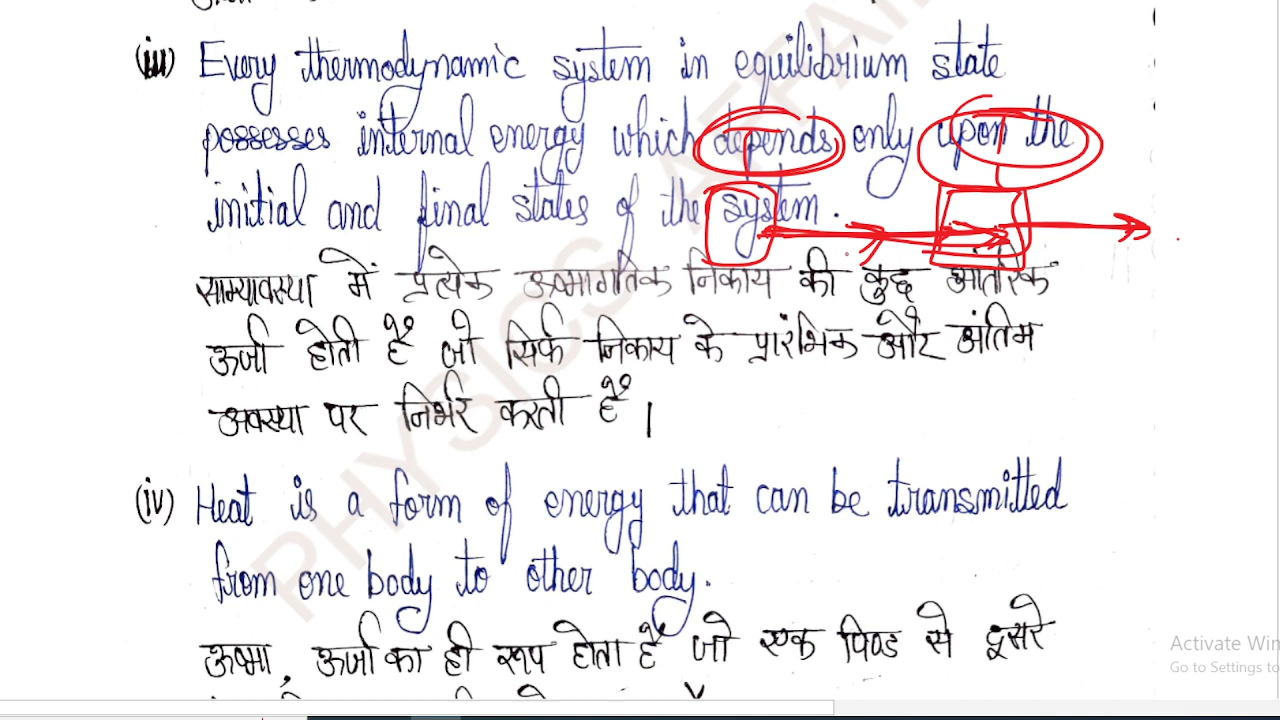 (iii) Every thermodynamic system in equilibrium state
possesses internal energy which depends only upon the
initial and final states of the system.
साम्यावस्था में प्रत्येक ऊष्मागतिक निकाय की कुछ आंतरिक
ऊर्जा होती है जो सिर्फ निकाय के प्रारंभिक और अंतिम
अवस्था पर निर्भर करती है।
(iv) Heat is a form of energy that can be transmitted
from one body to other body.
ऊष्मा, ऊर्जा का ही रूप होता है जो एक पिण्ड से दूसरे
PHYSICS AFFAI
Activate Win
Go to Settings to